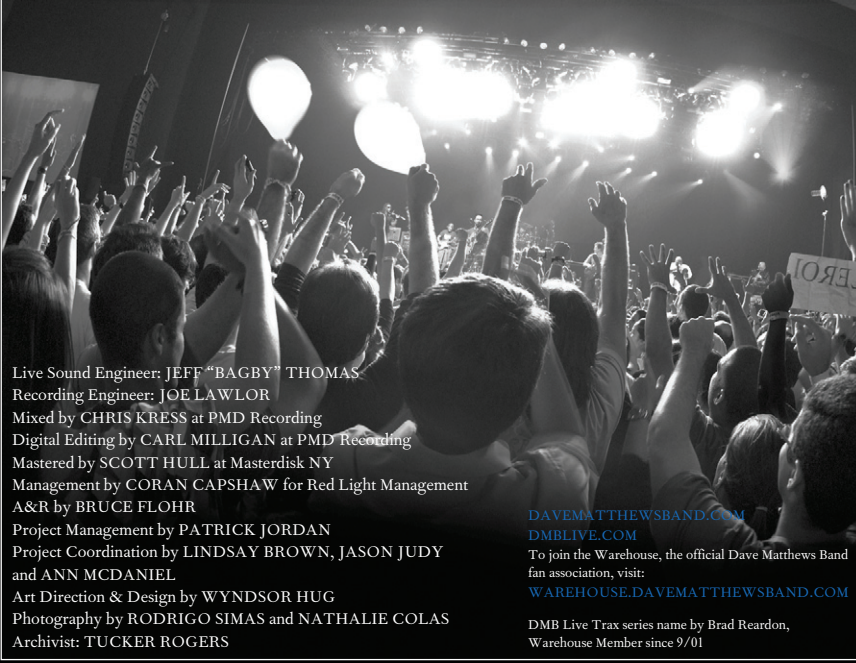 LEROI
Live Sound Engineer: JEFF “BAGBY” THOMAS
Recording Engineer: JOE LAWLOR
Mixed by CHRIS KRESS at PMD Recording
Digital Editing by CARL MILLIGAN at PMD Recording
Mastered by SCOTT HULL at Masterdisk NY
Management by CORAN CAPSHAW for Red Light Management
A&R by BRUCE FLOHR
Project Management by PATRICK JORDAN
Project Coordination by LINDSAY BROWN, JASON JUDY
and ANN MCDANIEL
Art Direction & Design by WYNDSOR HUG
Photography by RODRIGO SIMAS and NATHALIE COLAS
Archivist: TUCKER ROGERS
DAVEMATTHEWSBAND.COM
DMBLIVE.COM
To join the Warehouse, the official Dave Matthews Band
fan association, visit:
WAREHOUSE.DAVEMATTHEWSBAND.COM
DMB Live Trax series name by Brad Reardon,
Warehouse Member since 9/01